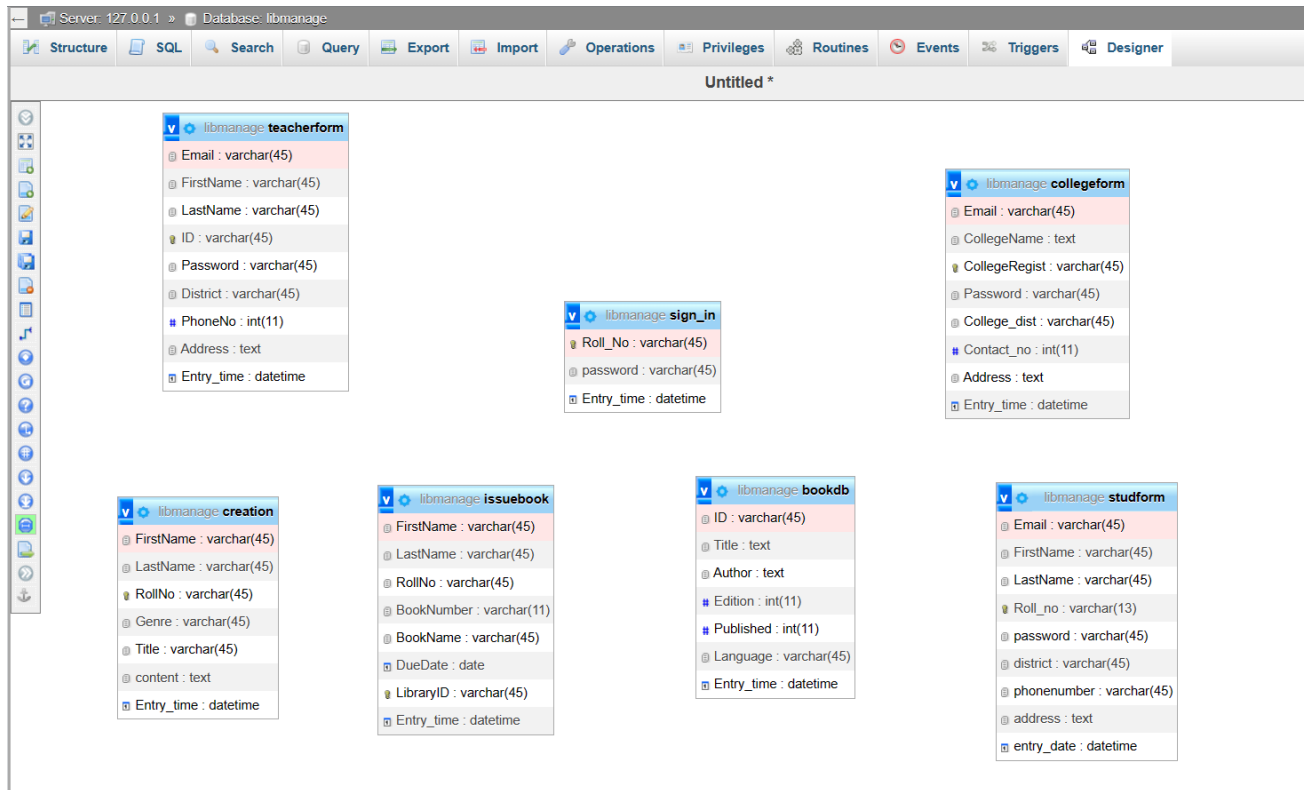 Server: 127.0.0.1 » Database: libmanage
Structure SQL Search Query Export Import Operations Privileges Routines Events Triggers Designer
Untitled *
libmanage teacherform
Email : varchar(45)
FirstName : varchar(45)
LastName : varchar(45)
ID : varchar(45)
Password : varchar(45)
District : varchar(45)
PhoneNo : int(11)
Address : text
Entry_time : datetime
libmanage collegeform
Email : varchar(45)
CollegeName : text
CollegeRegist : varchar(45)
Password : varchar(45)
College_dist : varchar(45)
Contact_no : int(11)
Address : text
Entry_time : datetime
libmanage sign_in
Roll_No : varchar(45)
password : varchar(45)
Entry_time : datetime
libmanage creation
FirstName : varchar(45)
LastName : varchar(45)
RollNo : varchar(45)
Genre : varchar(45)
Title : varchar(45)
content : text
Entry_time : datetime
libmanage issuebook
FirstName : varchar(45)
LastName : varchar(45)
RollNo : varchar(45)
BookNumber : varchar(11)
BookName : varchar(45)
DueDate : date
LibraryID : varchar(45)
Entry_time : datetime
libmanage bookdb
ID : varchar(45)
Title : text
Author : text
Edition : int(11)
Published : int(11)
Language : varchar(45)
Entry_time : datetime
libmanage studform
Email : varchar(45)
FirstName : varchar(45)
LastName : varchar(45)
Roll_no : varchar(13)
password : varchar(45)
district : varchar(45)
phonenumber : varchar(45)
address : text
entry_date : datetime